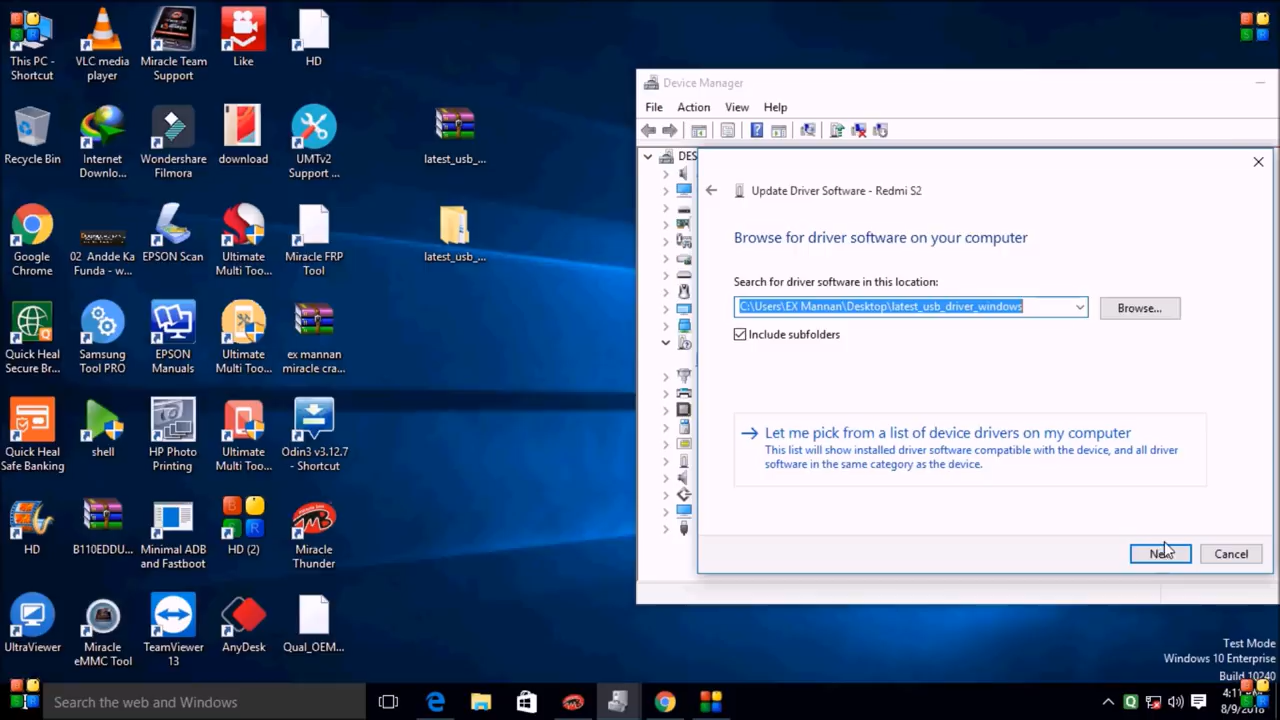 This PC -
Shortcut
VLC media
player
Miracle Team
Support
Like
HD
Recycle Bin
Internet
Downlo...
Wondershare
Filmora
download
UMTv2
Support ...
latest_usb_...
Google
Chrome
02 Andde Ka
Funda - w...
EPSON Scan
Ultimate
Multi Too...
Miracle FRP
Tool
latest_usb_...
Quick Heal
Secure Br...
Samsung
Tool PRO
EPSON
Manuals
Ultimate
Multi Too...
ex mannan
miracle cra...
Quick Heal
Safe Banking
shell
HP Photo
Printing
Ultimate
Multi Too...
Odin3 v3.12.7
- Shortcut
HD
B110EDDU...
Minimal ADB
and Fastboot
HD (2)
Miracle
Thunder
UltraViewer
Miracle
eMMC Tool
TeamViewer
13
AnyDesk
Qual_OEM...
Device Manager
File Action View Help
DES
Update Driver Software - Redmi S2
Browse for driver software on your computer
Search for driver software in this location:
C:\Users\EX Mannan\Desktop\latest_usb_driver_windows
Browse...
Include subfolders
Let me pick from a list of device drivers on my computer
This list will show installed driver software compatible with the device, and all driver
software in the same category as the device.
Cancel
Test Mode
Windows 10 Enterprise
Build 10240
Search the web and Windows
8/9/2018